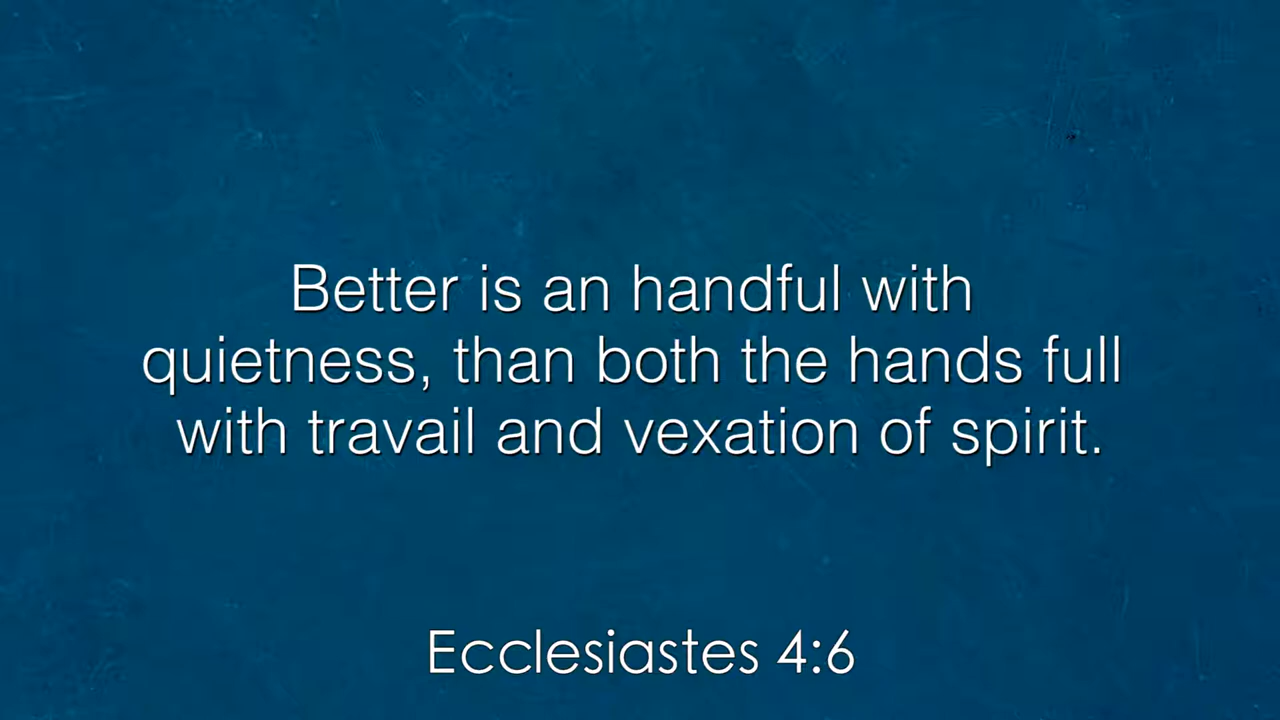 Better is an handful with
quietness, than both the hands full
with travail and vexation of spirit.
Ecclesiastes 4:6